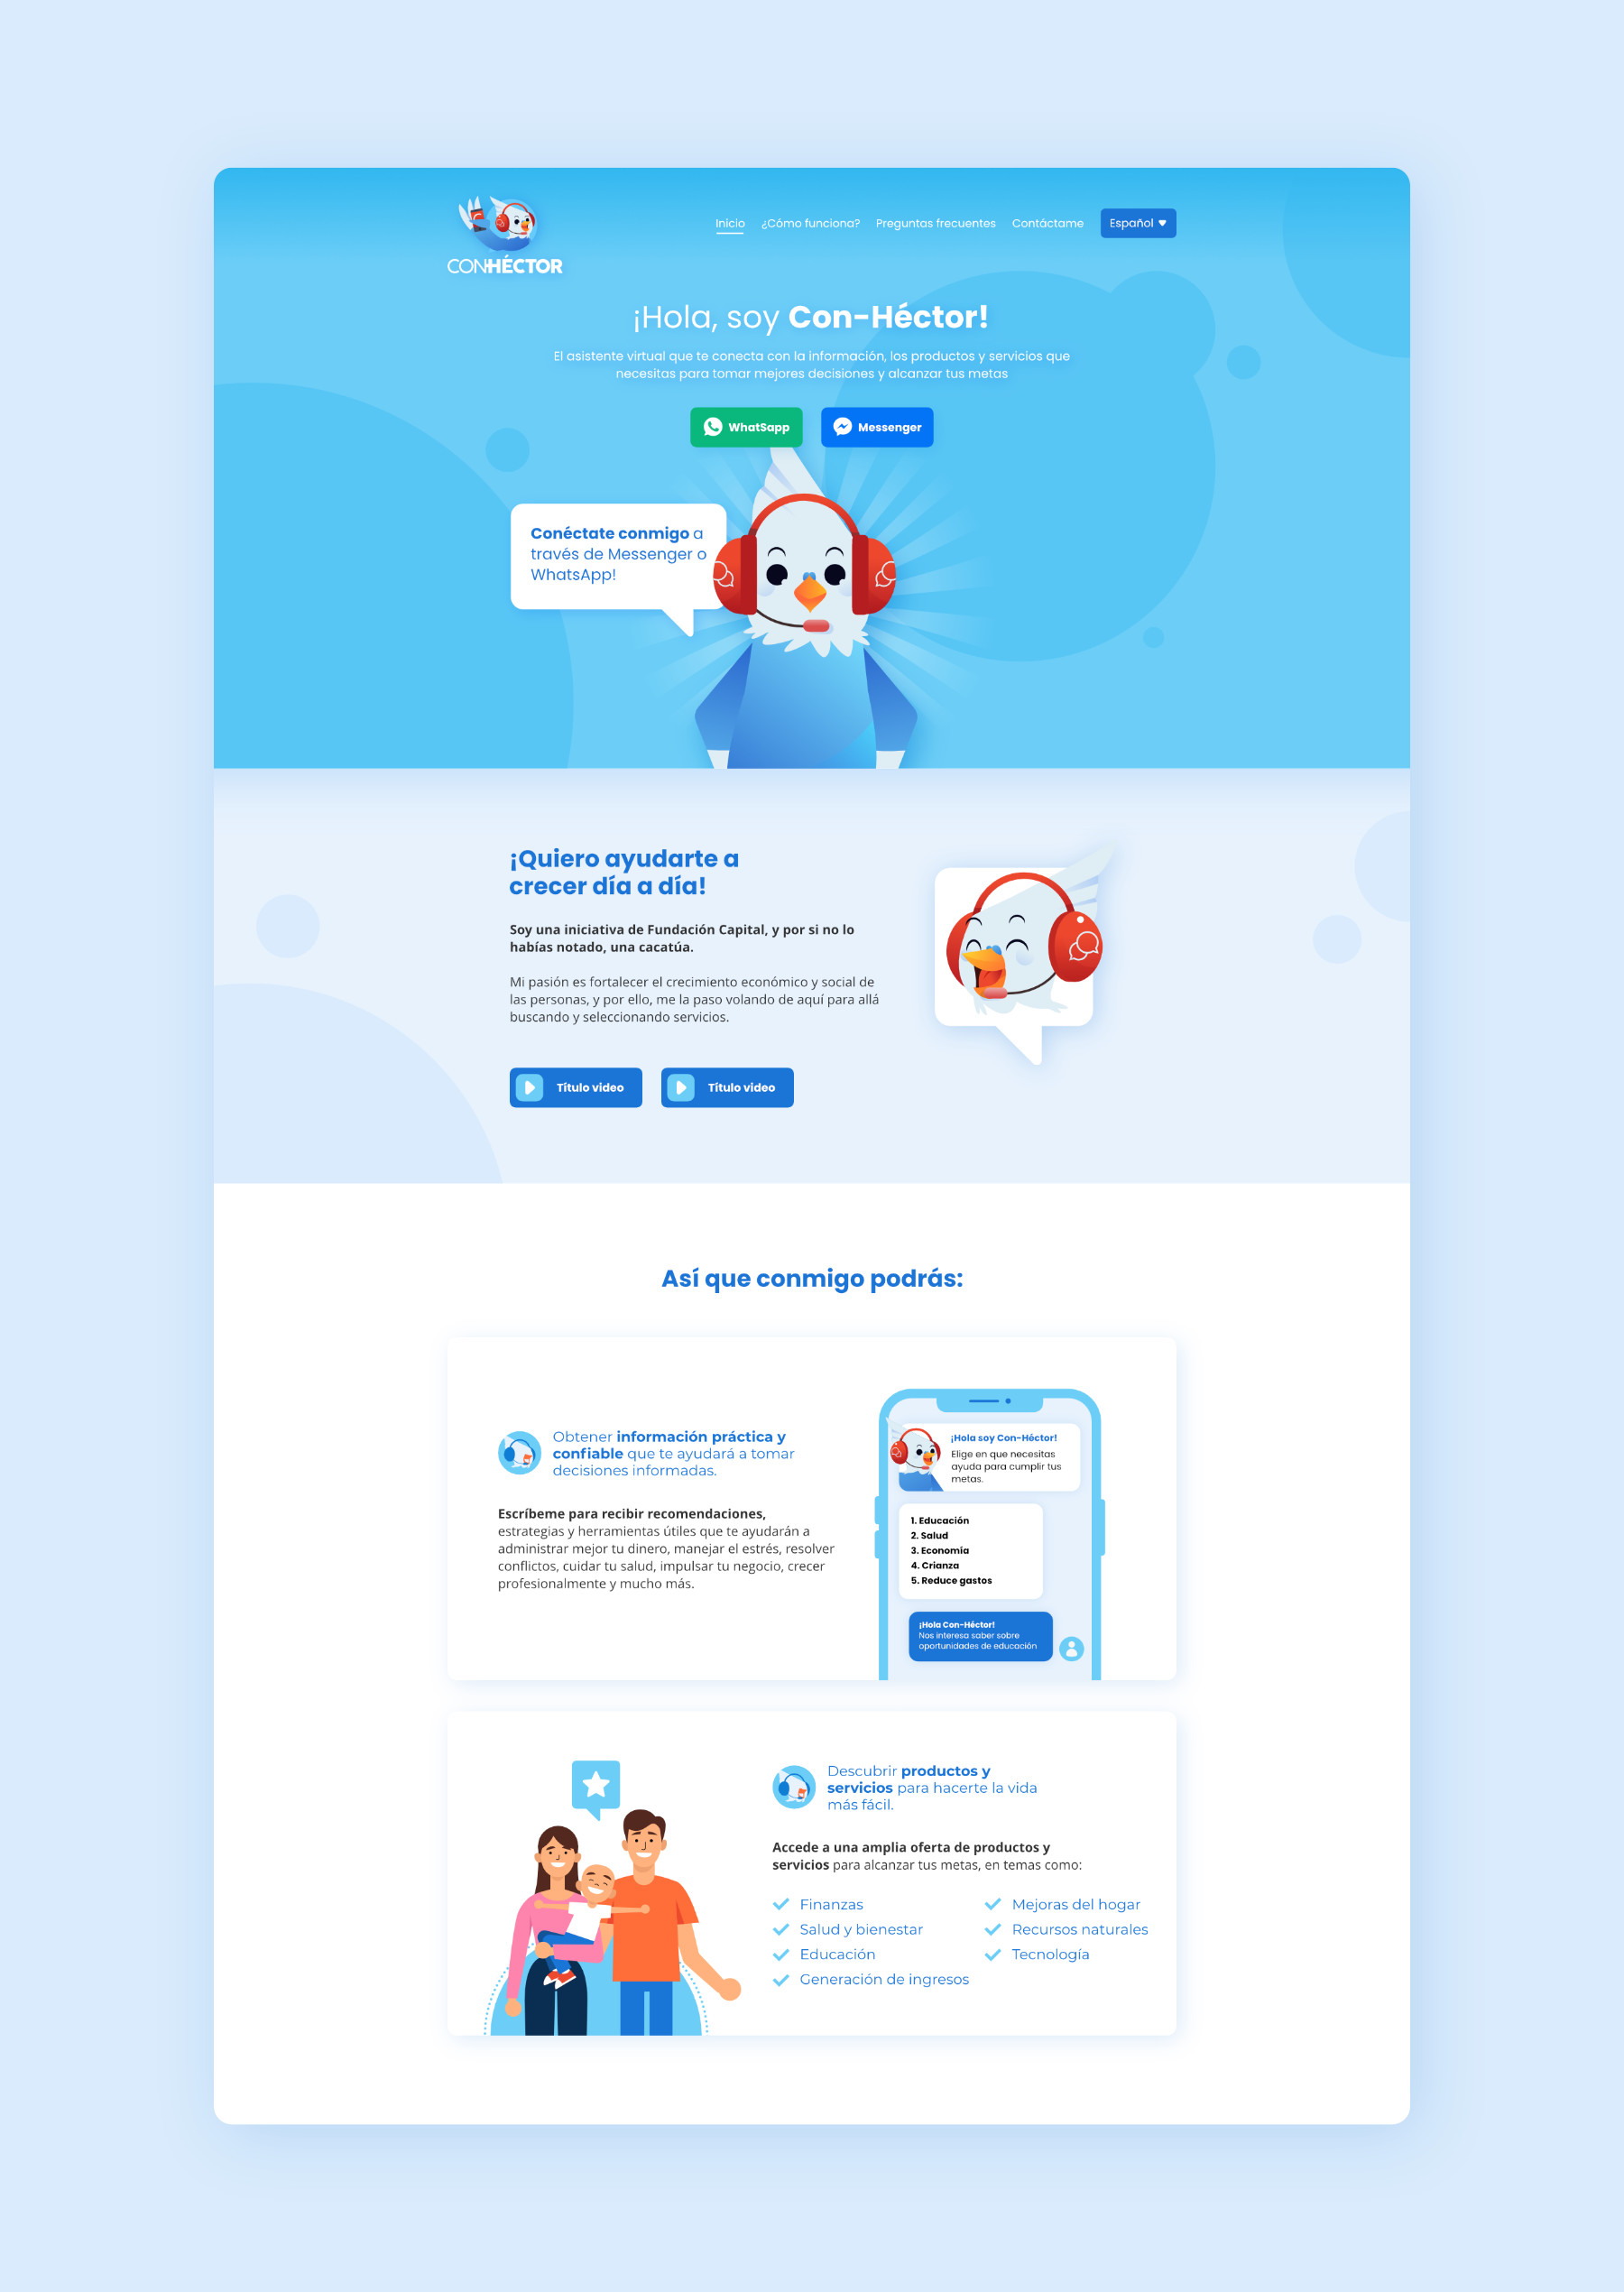 CONHÉCTOR
Inicio
¿Cómo funciona?
Preguntas frecuentes
Contáctame
Español
¡Hola, soy Con-Héctor!
El asistente virtual que te conecta con la información, los productos y servicios que
necesitas para tomar mejores decisiones y alcanzar tus metas
WhatSapp
Messenger
Conéctate conmigo a
través de Messenger o
WhatsApp!
¡Quiero ayudarte a
crecer día a día!
Soy una iniciativa de Fundación Capital, y por si no lo
habías notado, una cacatúa.
Mi pasión es fortalecer el crecimiento económico y social de
las personas, y por ello, me la paso volando de aquí para allá
buscando y seleccionando servicios.
Título video
Título video
Así que conmigo podrás:
Obtener información práctica y
confiable que te ayudará a tomar
decisiones informadas.
Escríbeme para recibir recomendaciones,
estrategias y herramientas útiles que te ayudarán a
administrar mejor tu dinero, manejar el estrés, resolver
conflictos, cuidar tu salud, impulsar tu negocio, crecer
profesionalmente y mucho más.
¡Hola soy Con-Héctor!
Elige en que necesitas
ayuda para cumplir tus
metas.
1. Educación
2. Salud
3. Economía
4. Crianza
5. Reduce gastos
¡Hola Con-Héctor!
Nos interesa saber sobre
oportunidades de educación
Descubrir productos y
servicios para hacerte la vida
más fácil.
Accede a una amplia oferta de productos y
servicios para alcanzar tus metas, en temas como:
Finanzas
Salud y bienestar
Educación
Generación de ingresos
Mejoras del hogar
Recursos naturales
Tecnología